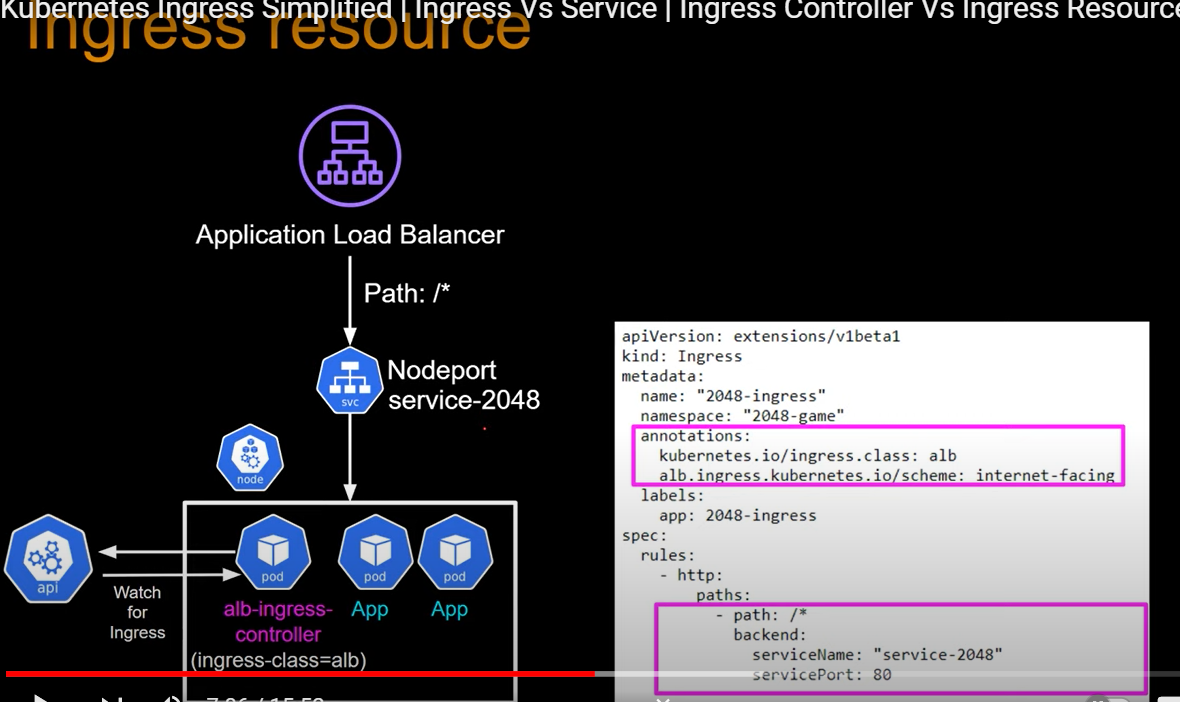 Kubernetes Ingress Simplified | Ingress Vs Service | Ingress Controller Vs Ingress Resource
Ingress resource
Application Load Balancer
Path: /*
svc
Nodeport
service-2048
node
api
Watch
for
Ingress
pod
pod
pod
alb-ingress-
controller
App
App
(ingress-class=alb)
apiVersion: extensions/v1beta1
kind: Ingress
metadata:
  name: "2048-ingress"
  namespace: "2048-game"
  annotations:
    kubernetes.io/ingress.class: alb
    alb.ingress.kubernetes.io/scheme: internet-facing
  labels:
    app: 2048-ingress
spec:
  rules:
    - http:
        paths:
          - path: /*
            backend:
              serviceName: "service-2048"
              servicePort: 80